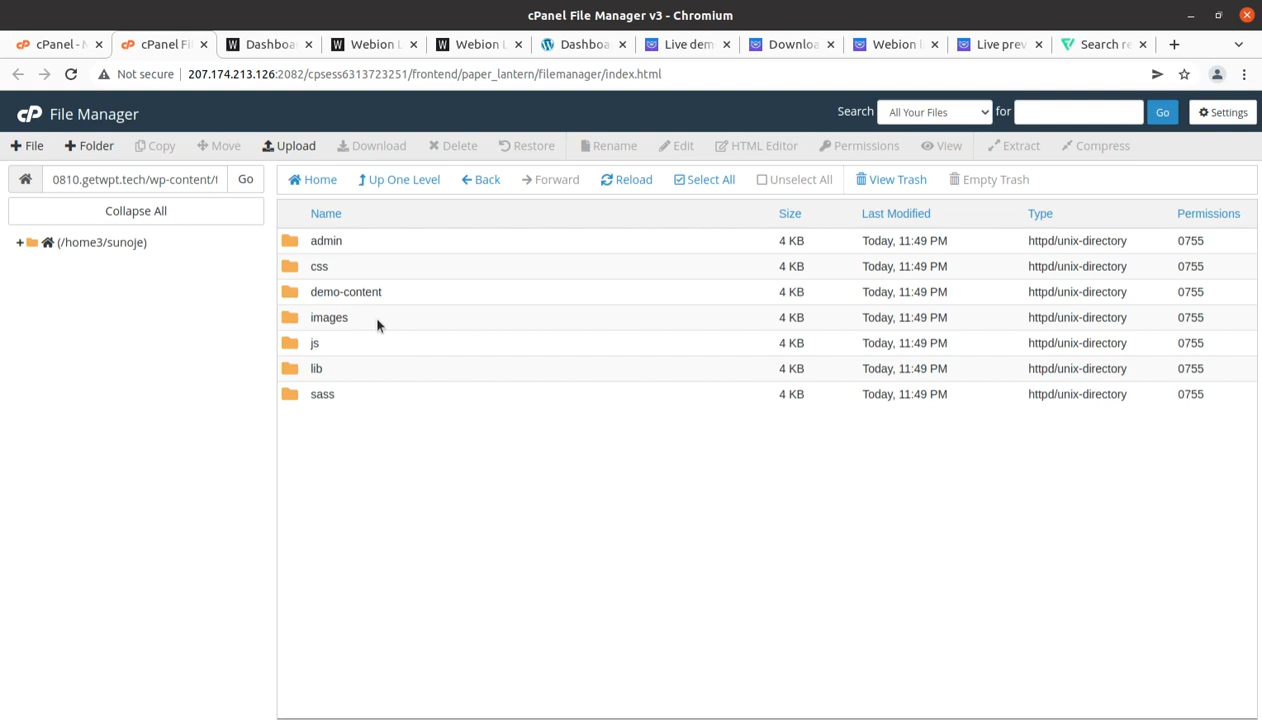 cPanel File Manager v3 - Chromium
cPanel - N
cPanel Fi
Dashboa
Webion L
Webion L
Dashboa
Live dem
Downloa
Webion l
Live prev
Search re
Not secure | 207.174.213.126:2082/cpsess6313723251/frontend/paper_lantern/filemanager/index.html
cP File Manager
Search All Your Files for Go Settings
File Folder Copy Move Upload Download Delete Restore Rename Edit HTML Editor Permissions View Extract Compress
0810.getwpt.tech/wp-content/t Go
Home Up One Level Back Forward Reload Select All Unselect All View Trash Empty Trash
Collapse All
(/home3/sunoje)
Name Size Last Modified Type Permissions
admin 4 KB Today, 11:49 PM httpd/unix-directory 0755
css 4 KB Today, 11:49 PM httpd/unix-directory 0755
demo-content 4 KB Today, 11:49 PM httpd/unix-directory 0755
images 4 KB Today, 11:49 PM httpd/unix-directory 0755
js 4 KB Today, 11:49 PM httpd/unix-directory 0755
lib 4 KB Today, 11:49 PM httpd/unix-directory 0755
sass 4 KB Today, 11:49 PM httpd/unix-directory 0755